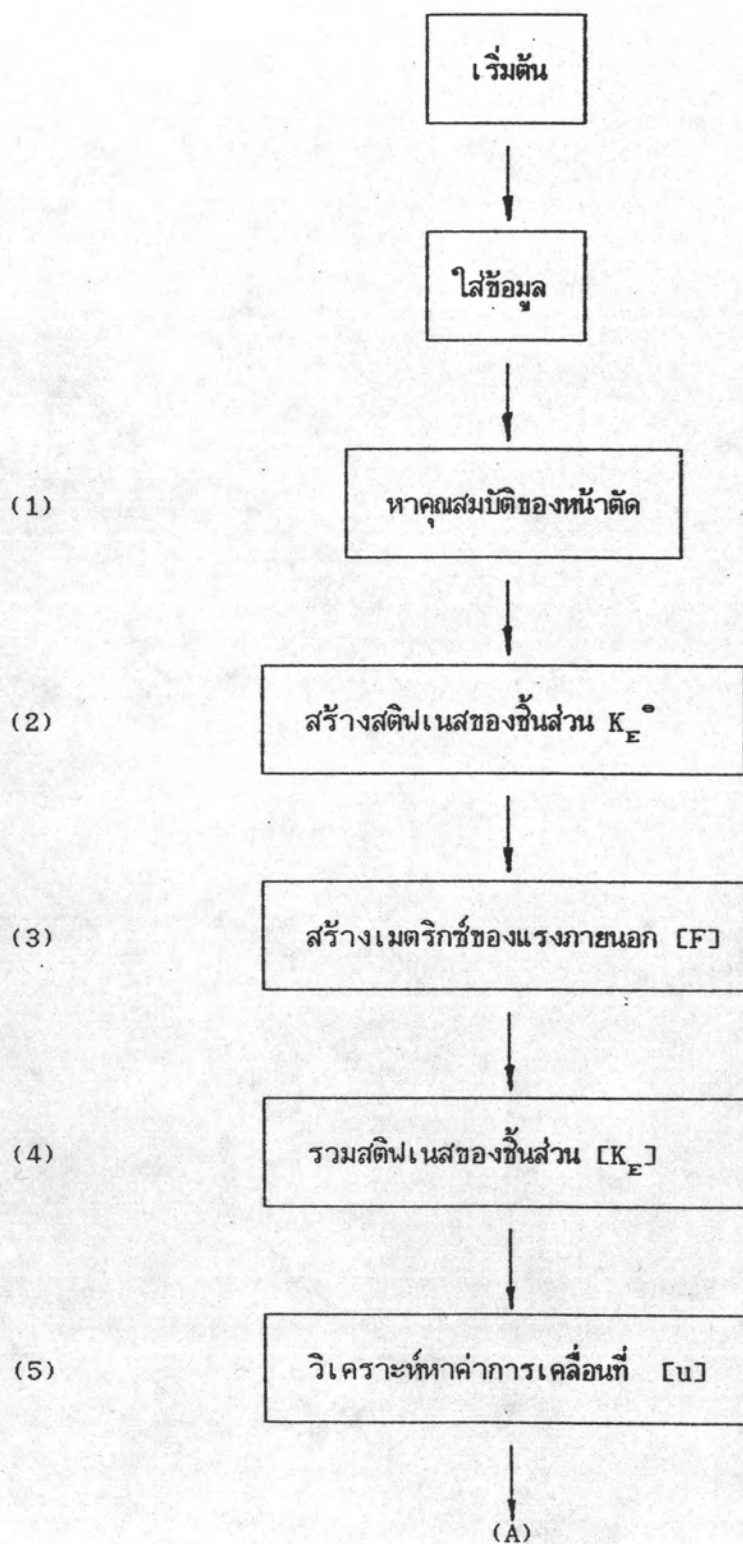 เริ่มต้น
ใส่ข้อมูล
(1) หาคุณสมบัติของหน้าตัด
(2) สร้างสติฟเนสของชิ้นส่วน K_E^e
(3) สร้างเมตริกซ์ของแรงภายนอก [F]
(4) รวมสติฟเนสของชิ้นส่วน [K_E]
(5) วิเคราะห์หาค่าการเคลื่อนที่ [u]
(A)